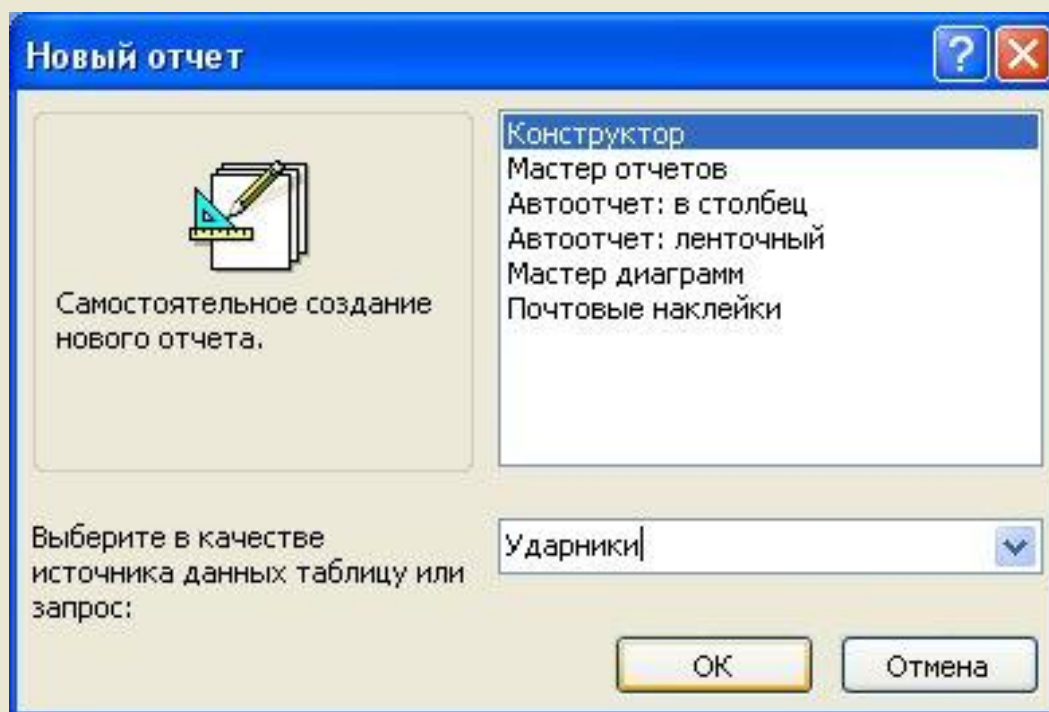 Новый отчет
Самостоятельное создание
нового отчета.
Конструктор
Мастер отчетов
Автоотчет: в столбец
Автоотчет: ленточный
Мастер диаграмм
Почтовые наклейки
Выберите в качестве
источника данных таблицу или
запрос:
Ударники
ОК
Отмена